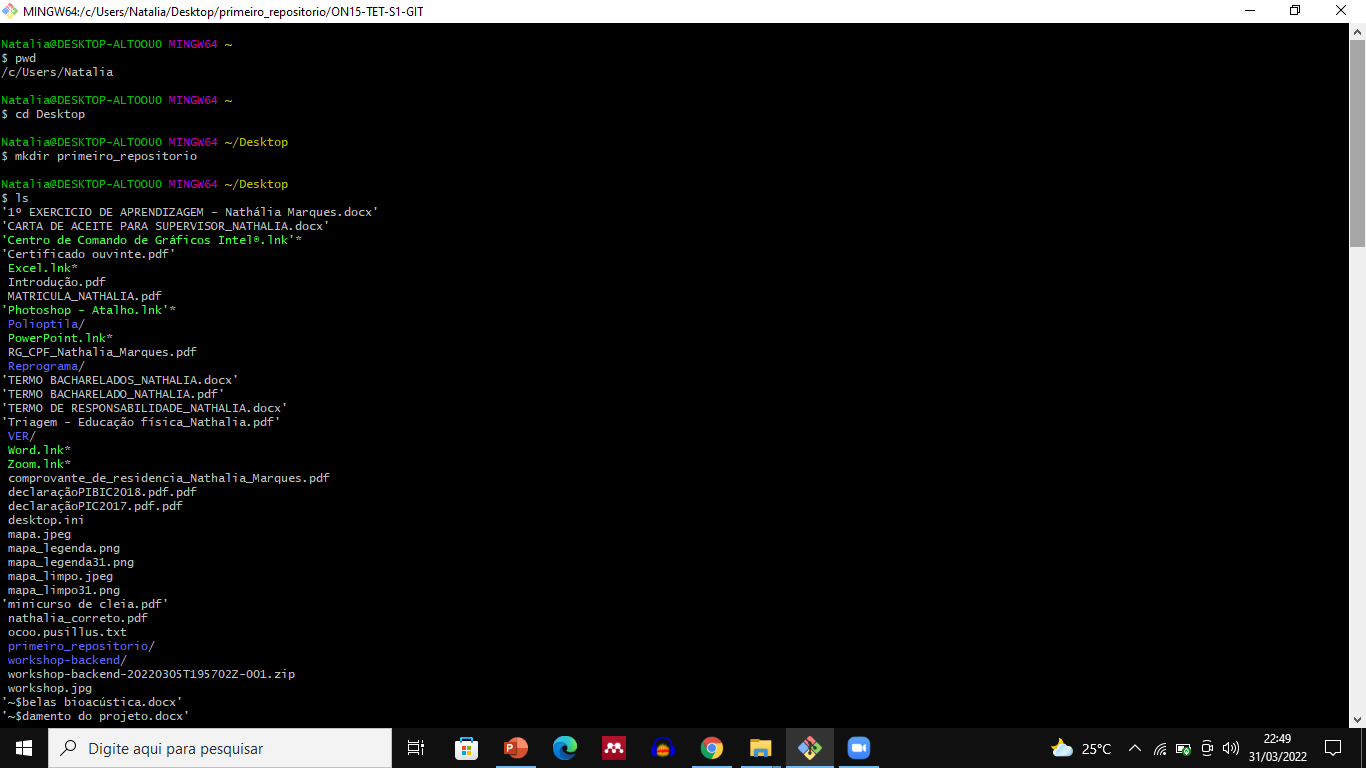 MINGW64:/c/Users/Natalia/Desktop/primeiro_repositorio/ON15-TET-S1-GIT
Natalia@DESKTOP-ALTOOUO MINGW64 ~
$ pwd
/c/Users/Natalia
Natalia@DESKTOP-ALTOOUO MINGW64 ~
$ cd Desktop
Natalia@DESKTOP-ALTOOUO MINGW64 ~/Desktop
$ mkdir primeiro_repositorio
Natalia@DESKTOP-ALTOOUO MINGW64 ~/Desktop
$ ls
'1º EXERCICIO DE APRENDIZAGEM - Nathália Marques.docx'
'CARTA DE ACEITE PARA SUPERVISOR_NATHALIA.docx'
'Centro de Comando de Gráficos Intel®.lnk'*
'Certificado ouvinte.pdf'
Excel.lnk*
Introdução.pdf
MATRICULA_NATHALIA.pdf
'Photoshop - Atalho.lnk'*
Polioptila/
PowerPoint.lnk*
RG_CPF_Nathalia_Marques.pdf
Reprograma/
'TERMO BACHARELADOS_NATHALIA.docx'
'TERMO BACHARELADO_NATHALIA.pdf'
'TERMO DE RESPONSABILIDADE_NATHALIA.docx'
'Triagem - Educação física_Nathalia.pdf'
VER/
Word.lnk*
Zoom.lnk*
comprovante_de_residencia_Nathalia_Marques.pdf
declaraçãoPIBIC2018.pdf.pdf
declaraçãoPIC2017.pdf.pdf
desktop.ini
mapa.jpeg
mapa_legenda.png
mapa_legenda31.png
mapa_limpo.jpeg
mapa_limpo31.png
'minicurso de cleia.pdf'
nathalia_correto.pdf
ocoo.pusillus.txt
primeiro_repositorio/
workshop-backend/
workshop-backend-20220305T195702Z-001.zip
workshop.jpg
'~$belas bioacústica.docx'
'~$damento do projeto.docx'
Digite aqui para pesquisar
25°C
22:49
31/03/2022